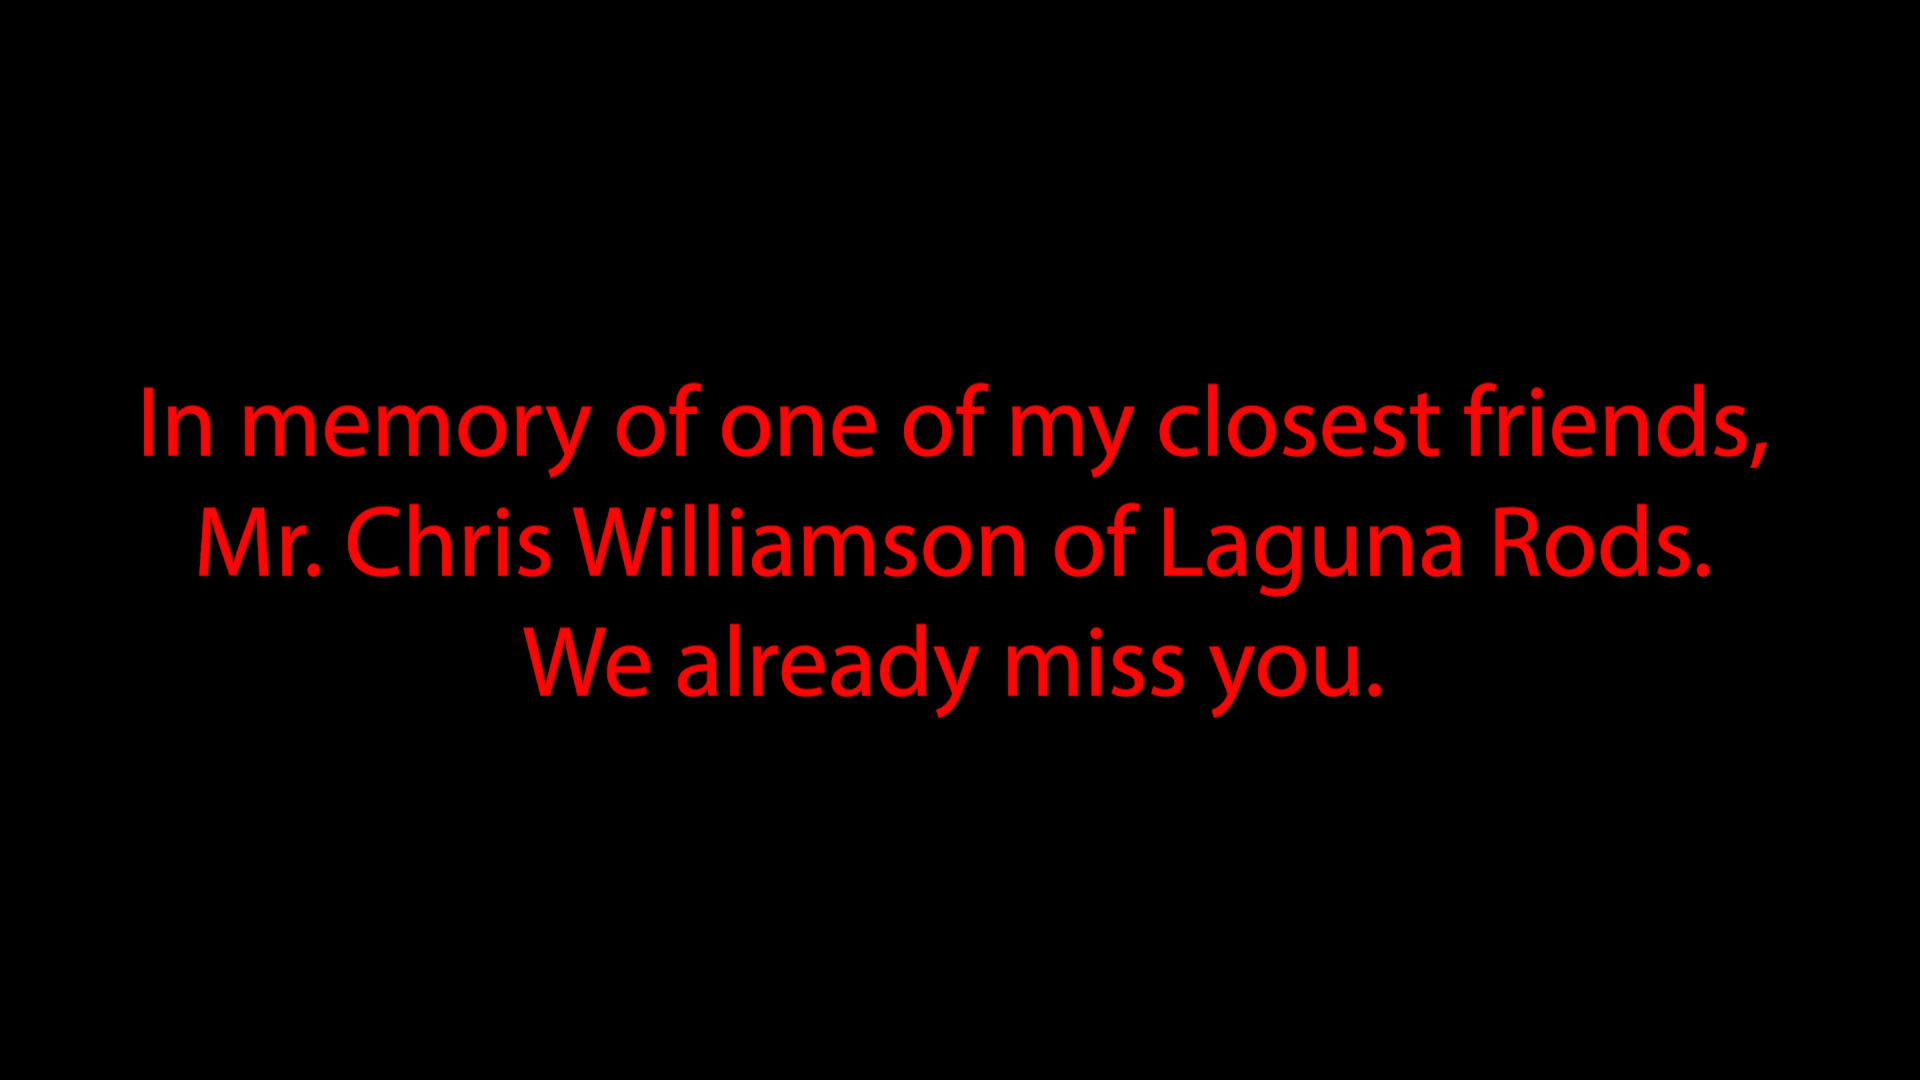 In memory of one of my closest friends,
Mr. Chris Williamson of Laguna Rods.
We already miss you.